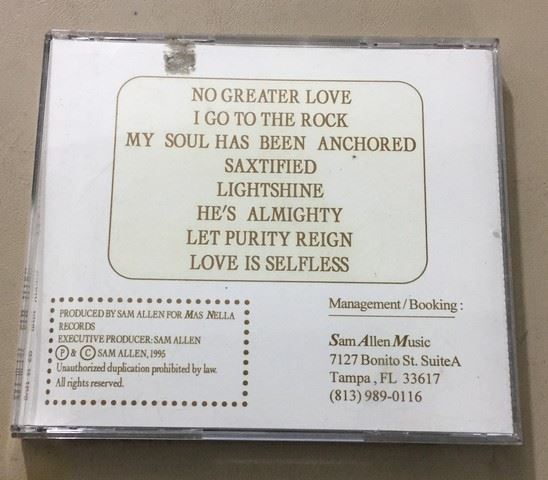 NO GREATER LOVE
I GO TO THE ROCK
MY SOUL HAS BEEN ANCHORED
SAXTIFIED
LIGHTSHINE
HE'S ALMIGHTY
LET PURITY REIGN
LOVE IS SELFLESS
PRODUCED BY SAM ALLEN FOR MAS NELLA
RECORDS
EXECUTIVE PRODUCER: SAM ALLEN
Ⓟ & Ⓒ SAM ALLEN, 1995
Unauthorized duplication prohibited by law.
All rights reserved.
Management/Booking :
Sam Allen Music
7127 Bonito St. SuiteA
Tampa , FL 33617
(813) 989-0116